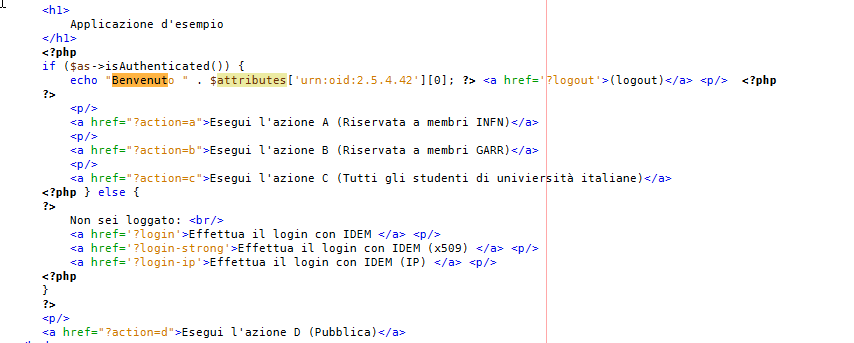 <h1>
Applicazione d'esempio
</h1>
<?php
if ($as->isAuthenticated()) {
echo "Benvenuto " . $attributes['urn:oid:2.5.4.42'][0]; ?> <a href='?logout'>(logout)</a> <p/> <?php
?>
<p/>
<a href="?action=a">Esegui l'azione A (Riservata a membri INFN)</a>
<p/>
<a href="?action=b">Esegui l'azione B (Riservata a membri GARR)</a>
<p/>
<a href="?action=c">Esegui l'azione C (Tutti gli studenti di univiersità italiane)</a>
<?php } else {
?>
Non sei loggato: <br/>
<a href='?login'>Effettua il login con IDEM </a> <p/>
<a href='?login-strong'>Effettua il login con IDEM (x509) </a> <p/>
<a href='?login-ip'>Effettua il login con IDEM (IP) </a> <p/>
<?php
}
?>
<p/>
<a href="?action=d">Esegui l'azione D (Pubblica)</a>